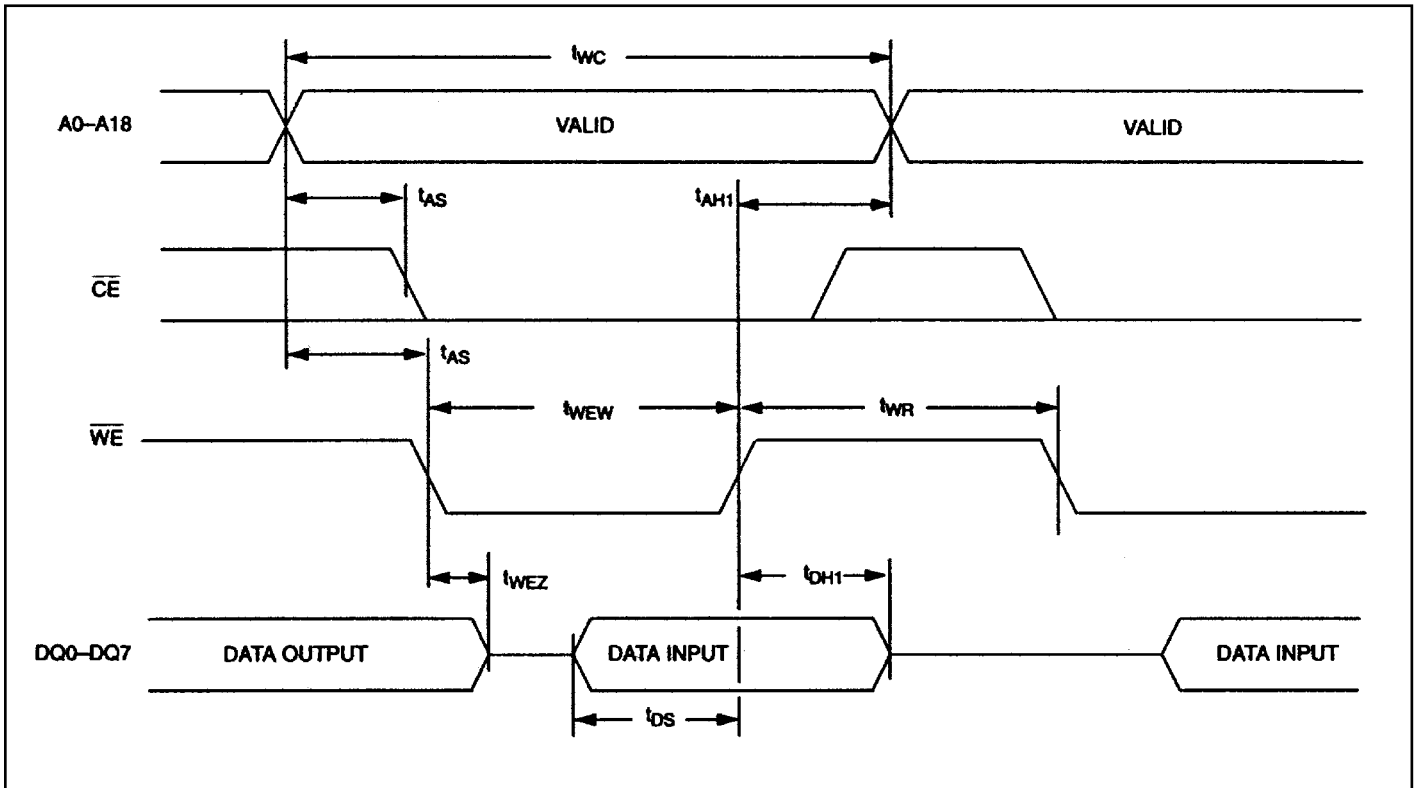 tWC
A0–A18
VALID
VALID
tAS
tAH1
CE
tAS
tWEW
tWR
WE
tWEZ
tDH1
DQ0–DQ7
DATA OUTPUT
DATA INPUT
DATA INPUT
tDS